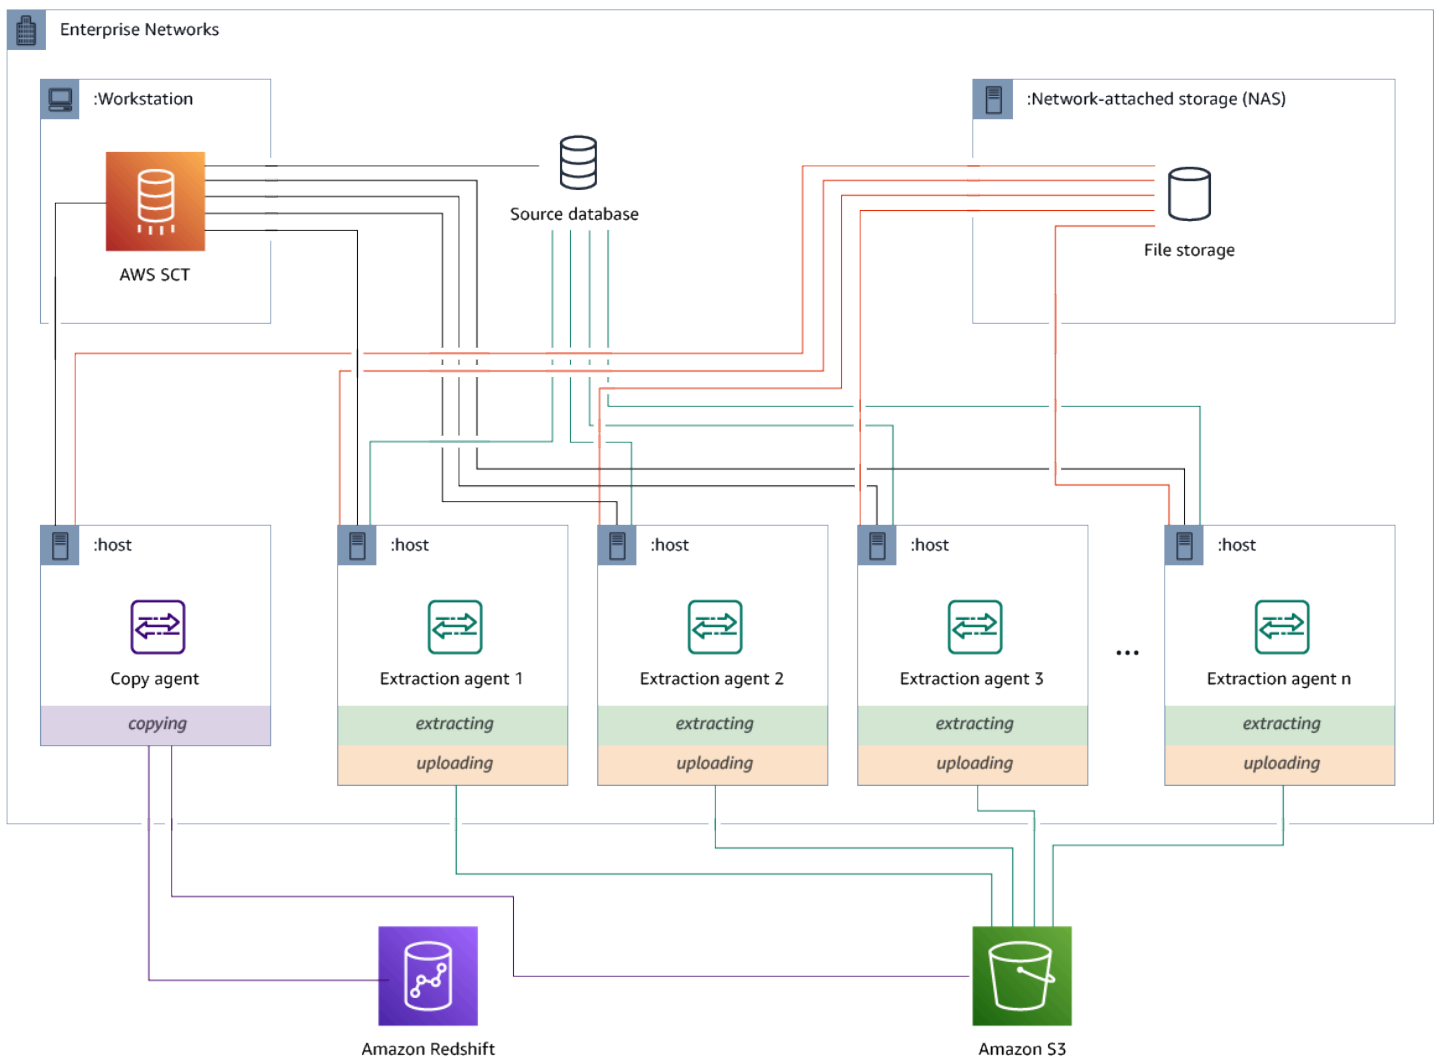 Enterprise Networks
:Workstation
:Network-attached storage (NAS)
Source database
File storage
AWS SCT
:host
:host
:host
:host
:host
Copy agent
Extraction agent 1
Extraction agent 2
Extraction agent 3
...
Extraction agent n
copying
extracting
extracting
extracting
extracting
uploading
uploading
uploading
uploading
Amazon Redshift
Amazon S3